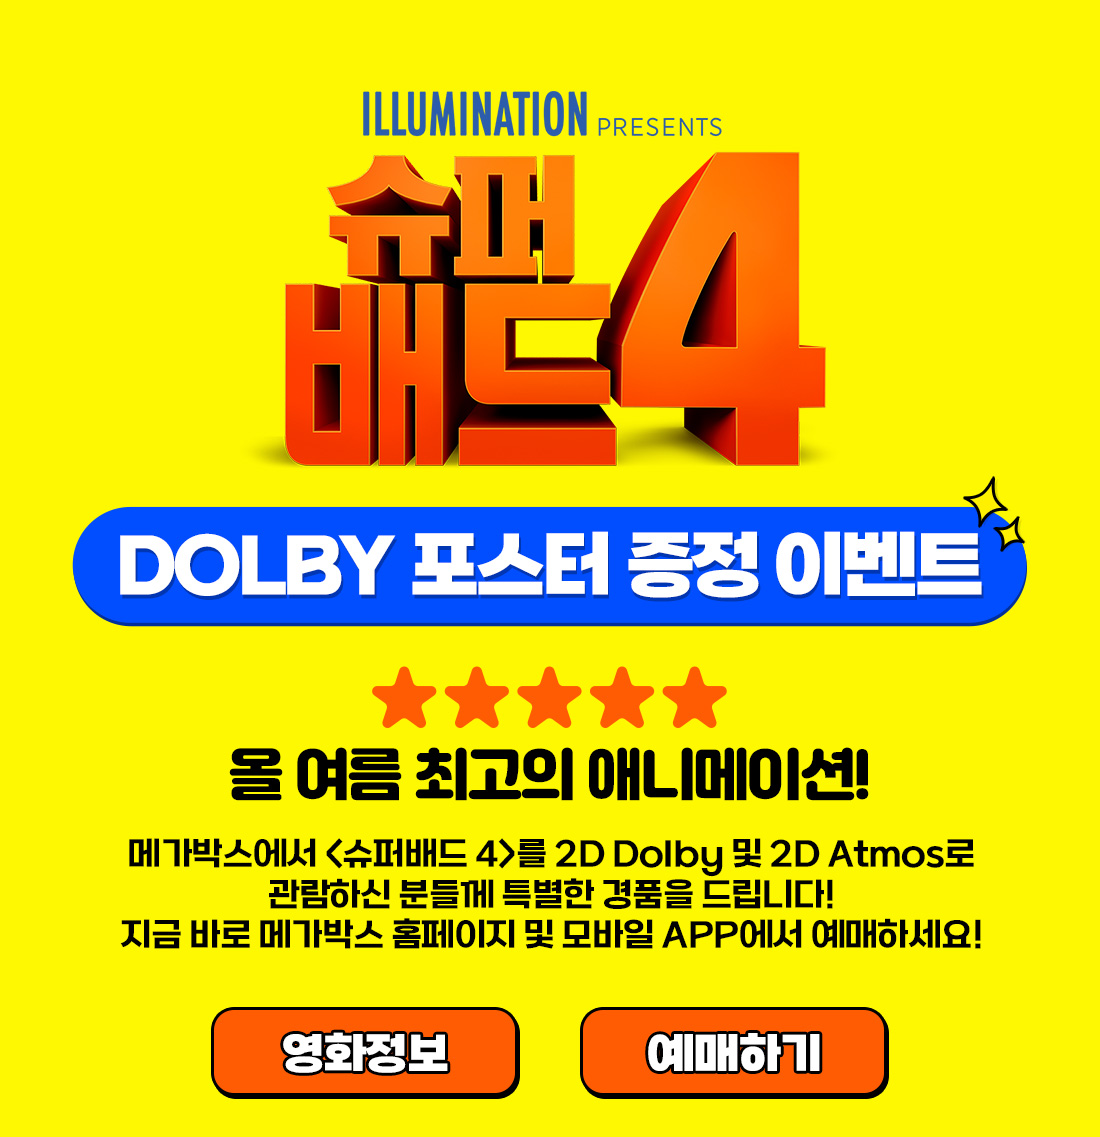 ILLUMINATION PRESENTS
슈퍼
배드4
DOLBY 포스터 증정 이벤트
올 여름 최고의 애니메이션!
메가박스에서 <슈퍼배드 4>를 2D Dolby 및 2D Atmos로
관람하신 분들께 특별한 경품을 드립니다!
지금 바로 메가박스 홈페이지 및 모바일 APP에서 예매하세요!
영화정보
예매하기